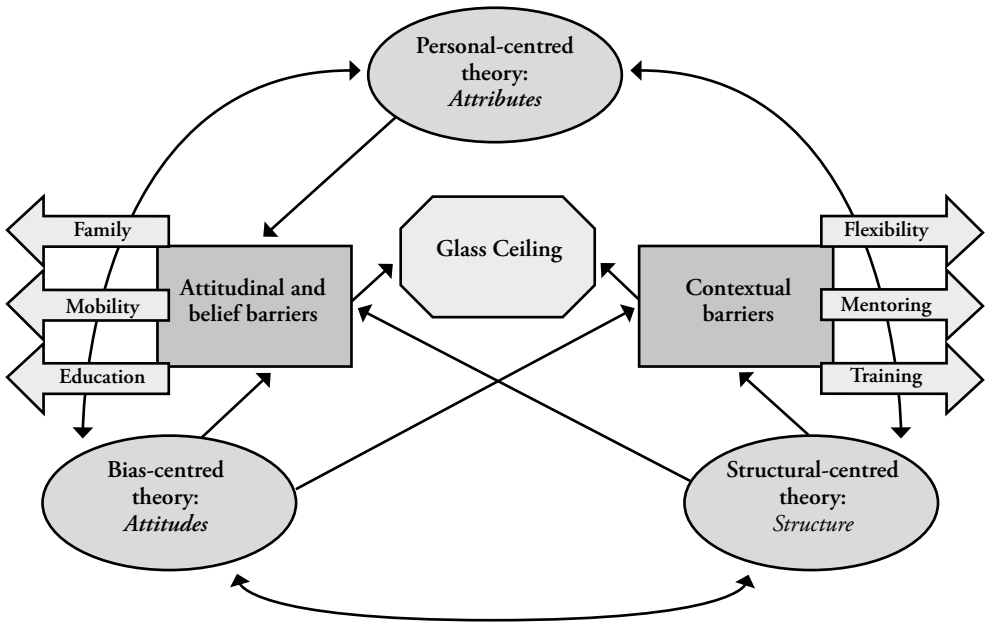 Personal-centred
theory:
Attributes
Family
Mobility
Education
Attitudinal and
belief barriers
Glass Ceiling
Contextual
barriers
Flexibility
Mentoring
Training
Bias-centred
theory:
Attitudes
Structural-centred
theory:
Structure